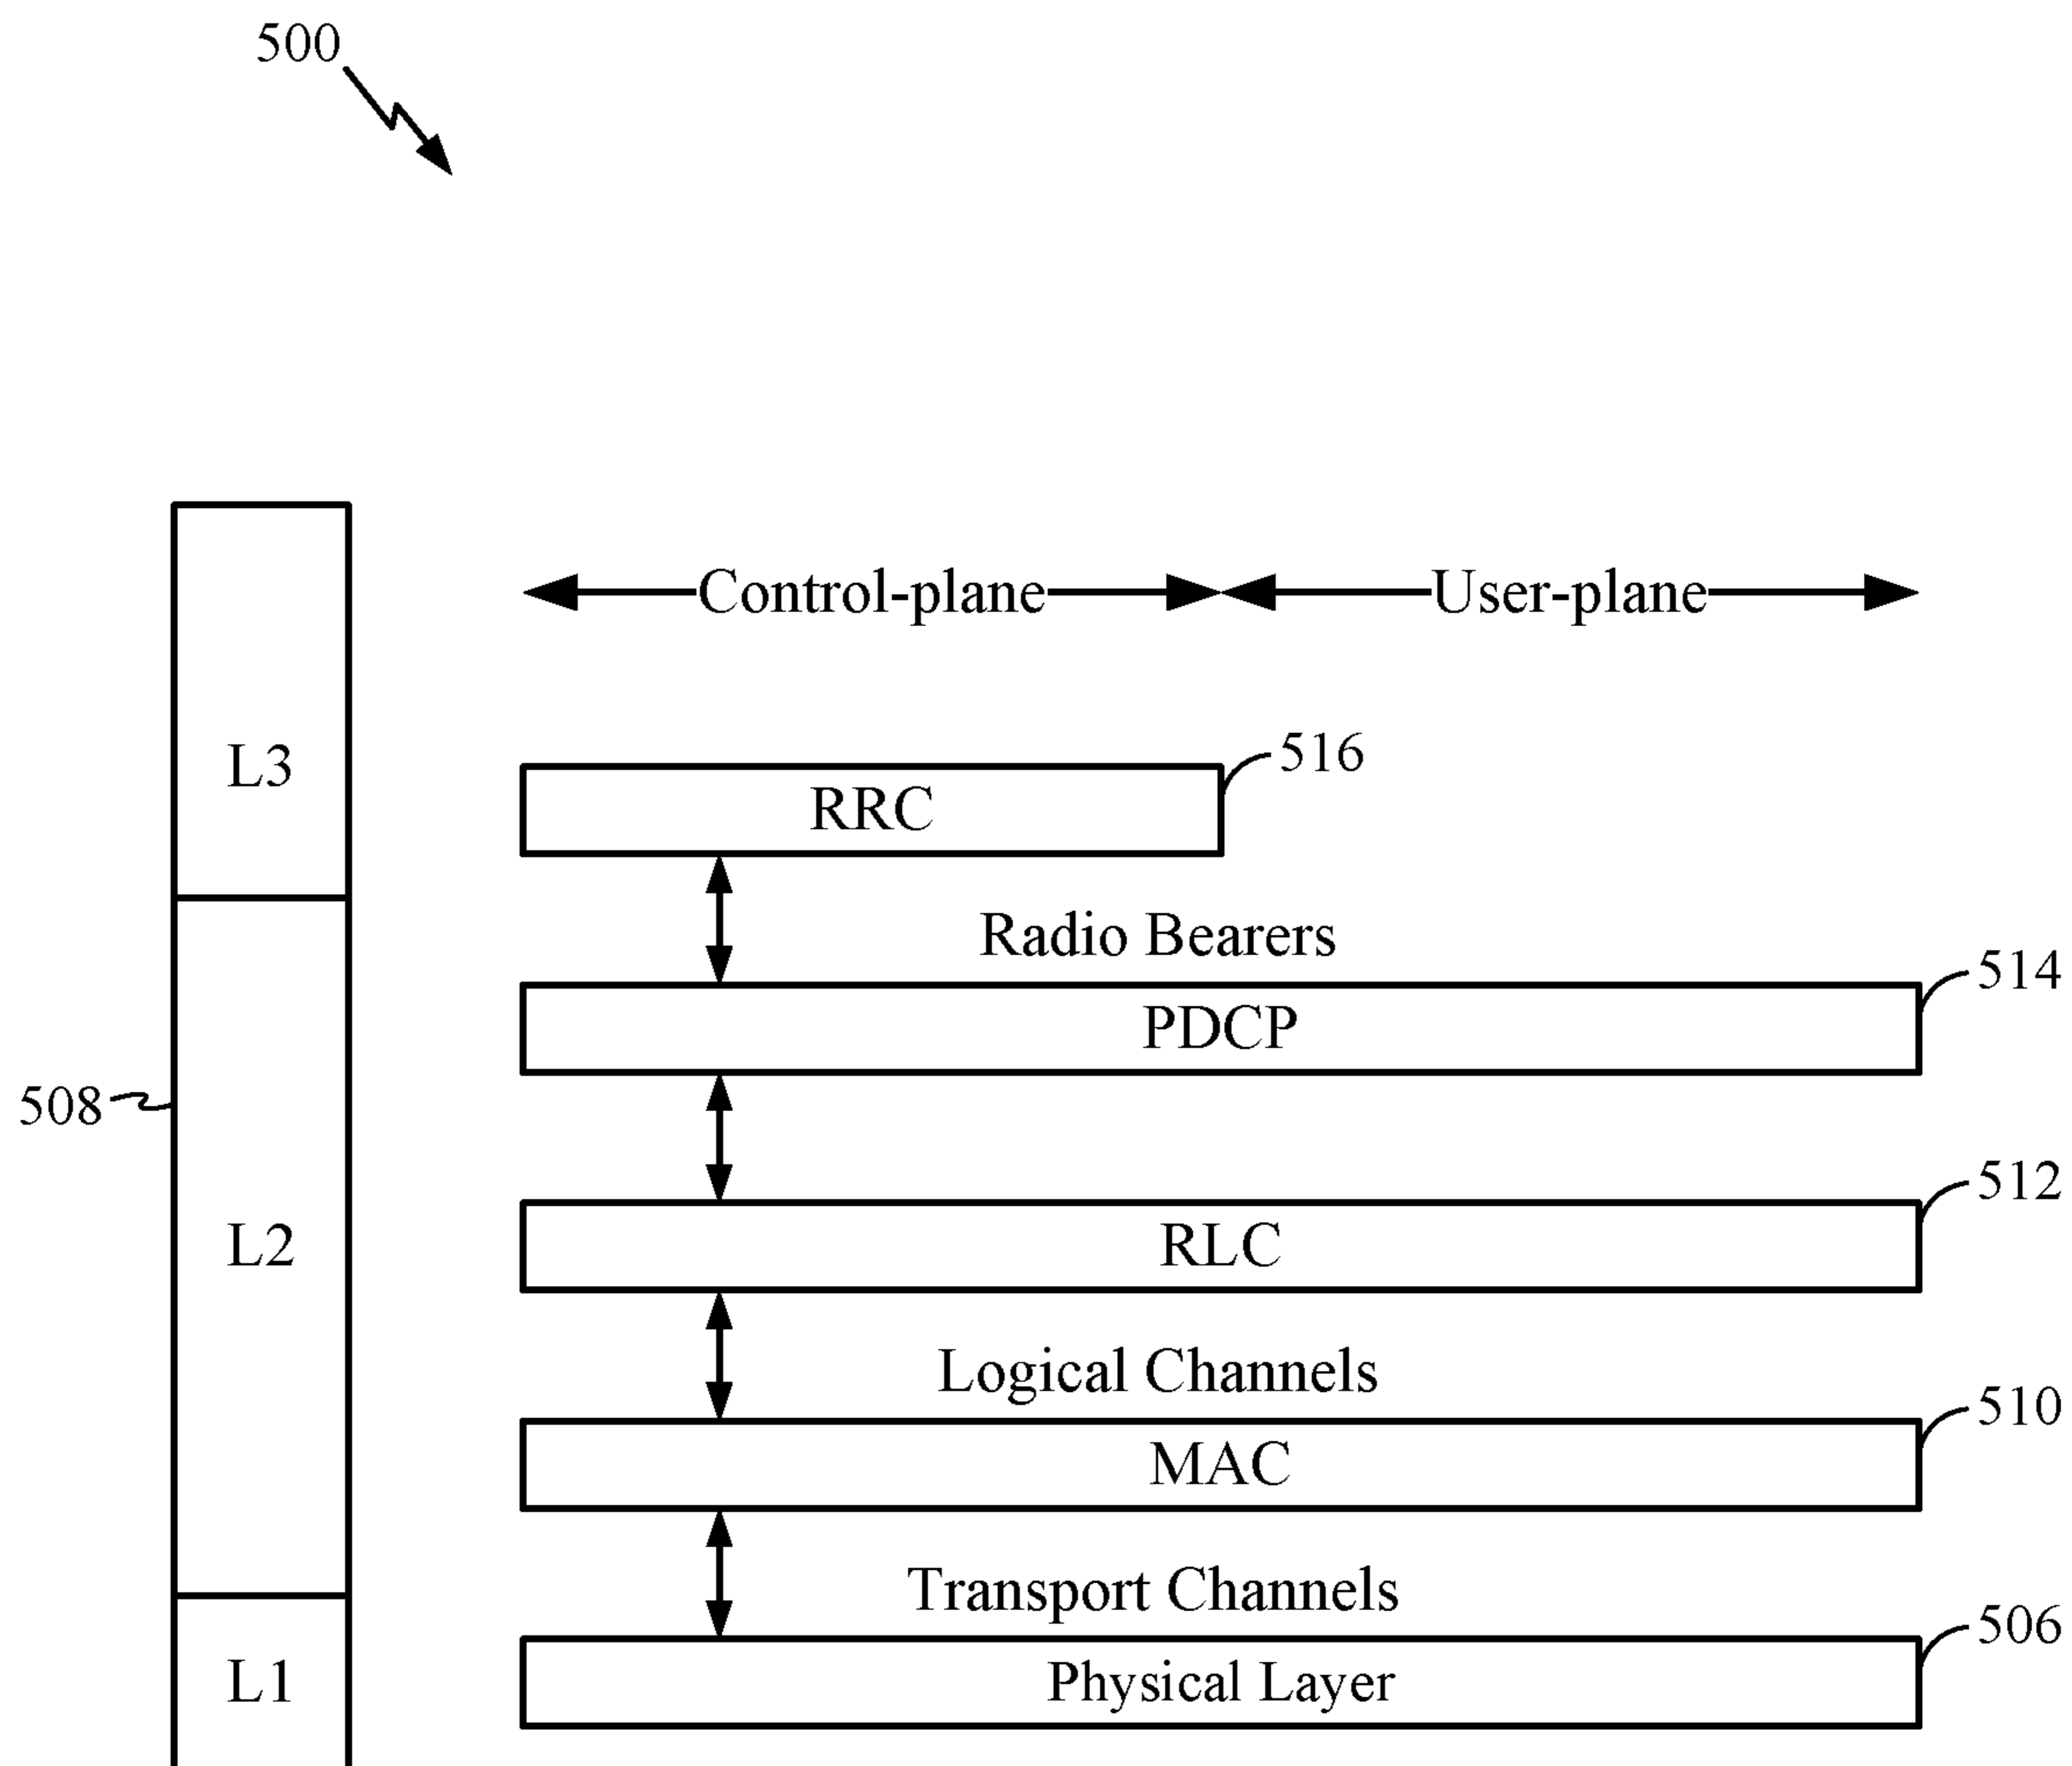 500
Control-plane
User-plane
L3
516
RRC
Radio Bearers
514
PDCP
508
512
L2
RLC
Logical Channels
510
MAC
Transport Channels
506
L1
Physical Layer